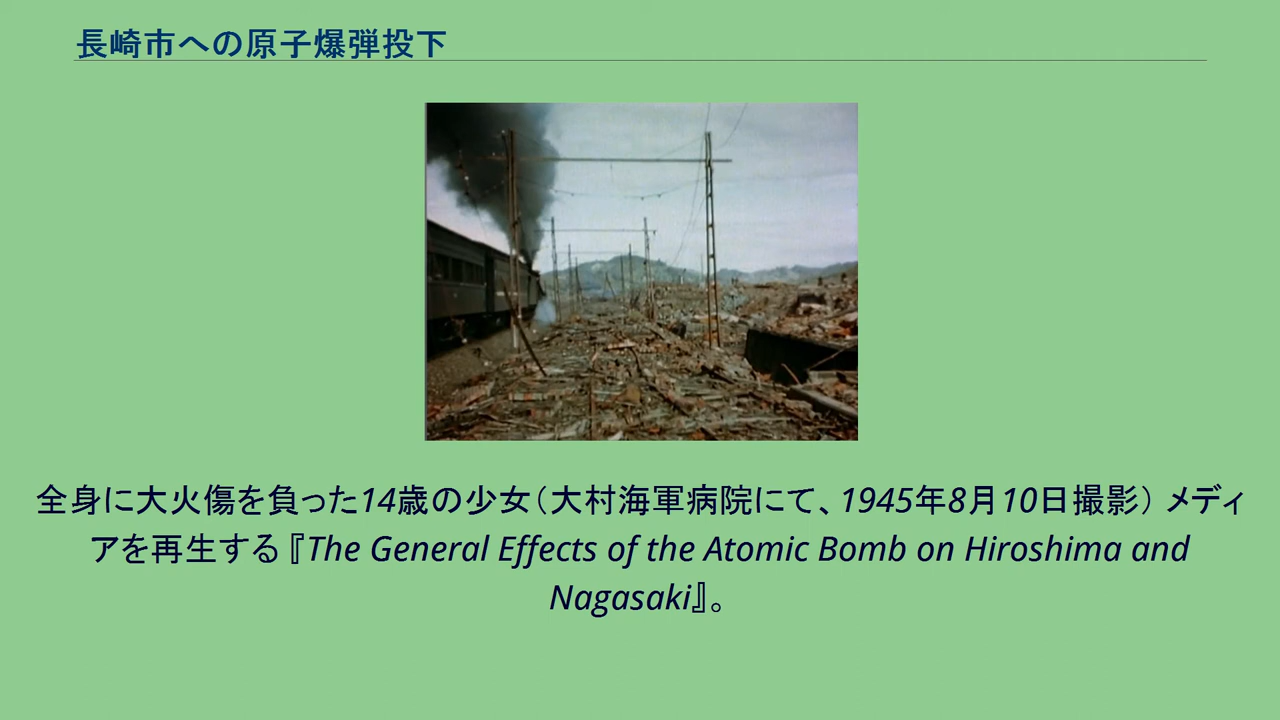 長崎市への原子爆弾投下
全身に大火傷を負った14歳の少女（大村海軍病院にて、1945年8月10日撮影） メディ
アを再生する 『The General Effects of the Atomic Bomb on Hiroshima and
Nagasaki』。